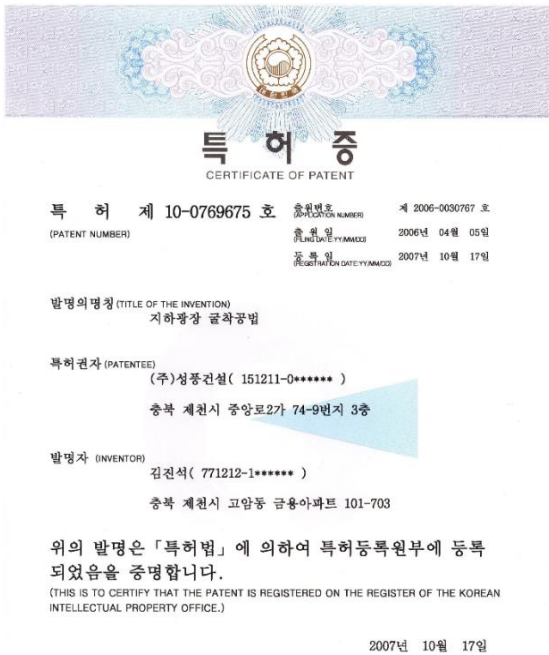 대한민국
특 허 증
CERTIFICATE OF PATENT
특 허 제 10-0769675 호
(PATENT NUMBER)
출원번호 제 2006-0030767 호
(APPLICATION NUMBER)
출 원 일 2006년 04월 05일
(FILING DATE:YY/MM/DD)
등 록 일 2007년 10월 17일
(REGISTRATION DATE:YY/MM/DD)
발명의명칭(TITLE OF THE INVENTION)
지하광장 굴착공법
특허권자(PATENTEE)
(주)성풍건설( 151211-0****** )
충북 제천시 중앙로2가 74-9번지 3층
발명자 (INVENTOR)
김진석( 771212-1****** )
충북 제천시 고암동 금용아파트 101-703
위의 발명은「특허법」에 의하여 특허등록원부에 등록
되었음을 증명합니다.
(THIS IS TO CERTIFY THAT THE PATENT IS REGISTERED ON THE REGISTER OF THE KOREAN
INTELLECTUAL PROPERTY OFFICE.)
2007년 10월 17일